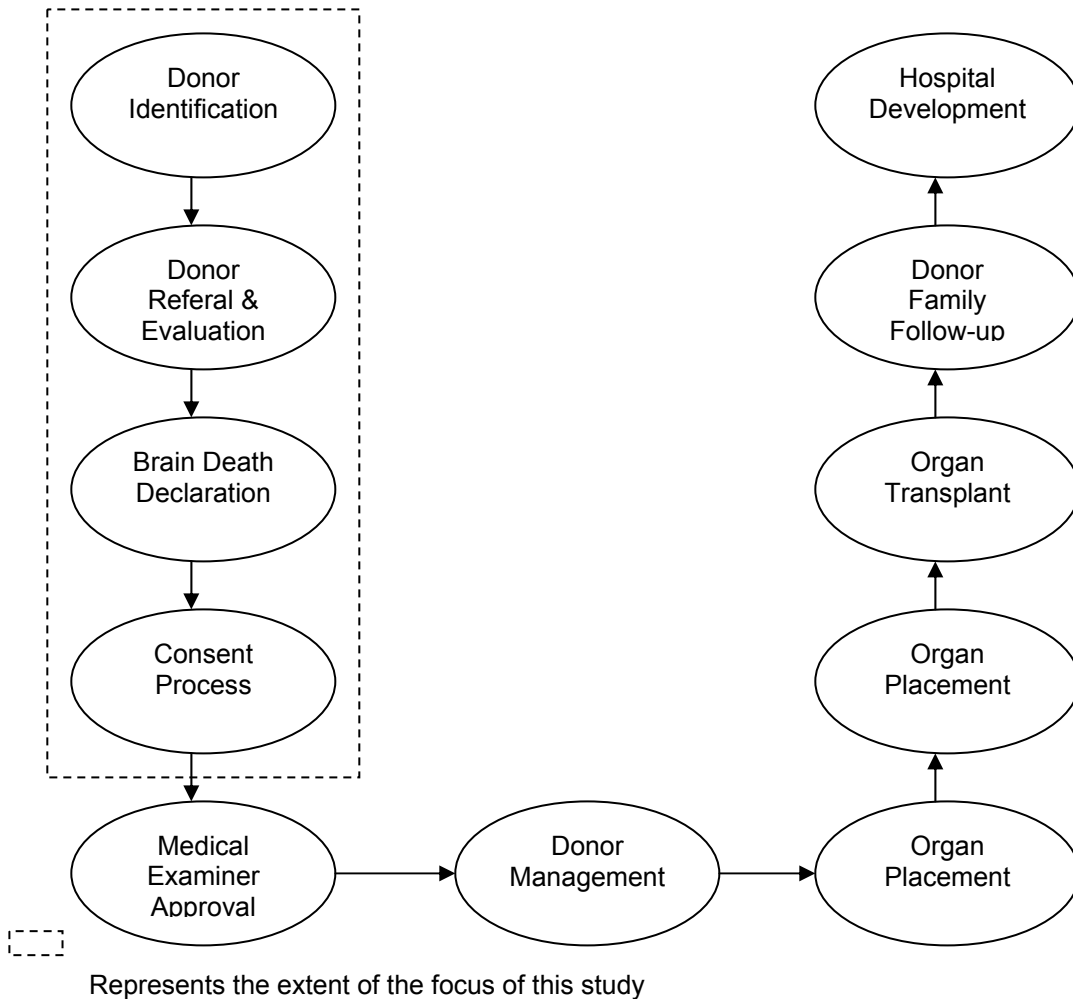 Donor
Identification
Donor
Referal &
Evaluation
Brain Death
Declaration
Consent
Process
Medical
Examiner
Approval
Donor
Management
Organ
Placement
Organ
Placement
Organ
Transplant
Donor
Family
Follow-up
Hospital
Development
Represents the extent of the focus of this study